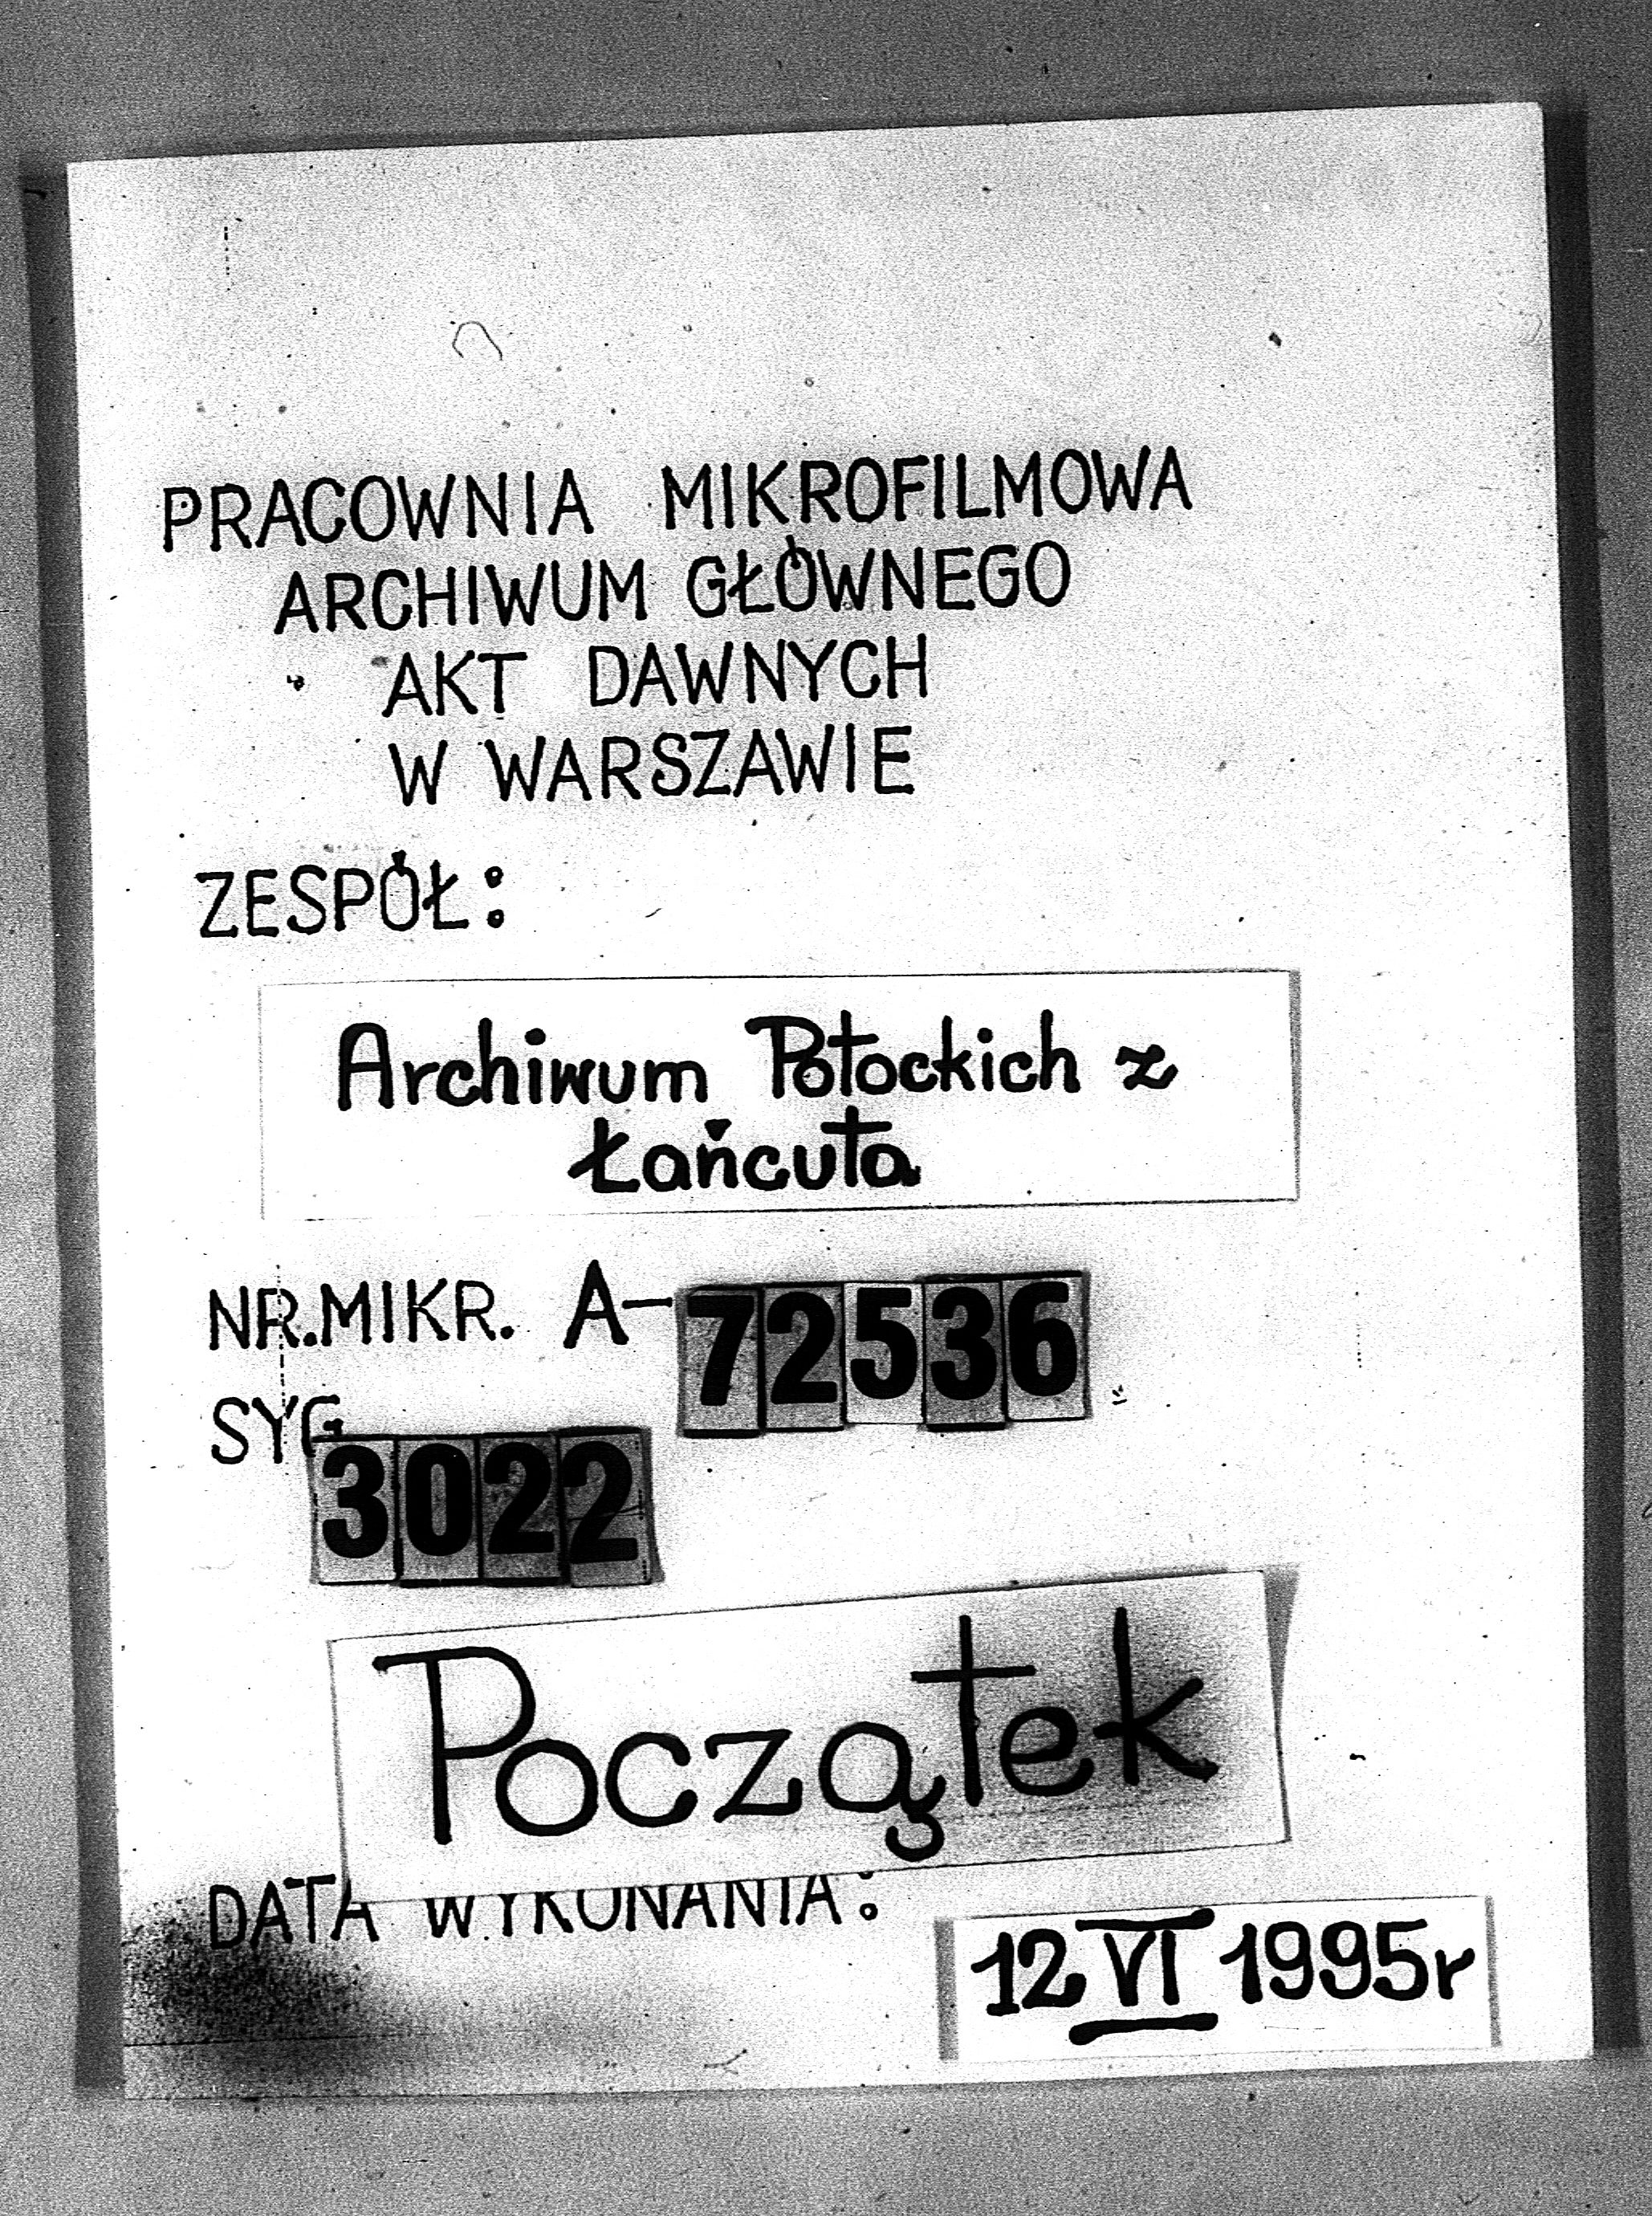 PRACOWNIA MIKROFILMOWA
ARCHIWUM GŁÓWNEGO
AKT DAWNYCH
W WARSZAWIE
ZESPÓŁ:
Archiwum Potockich z
Łańcuta
NR.MIKR. A-72536
SYG
3022
Początek
DATA WYKONANIA:
12 VI 1995r